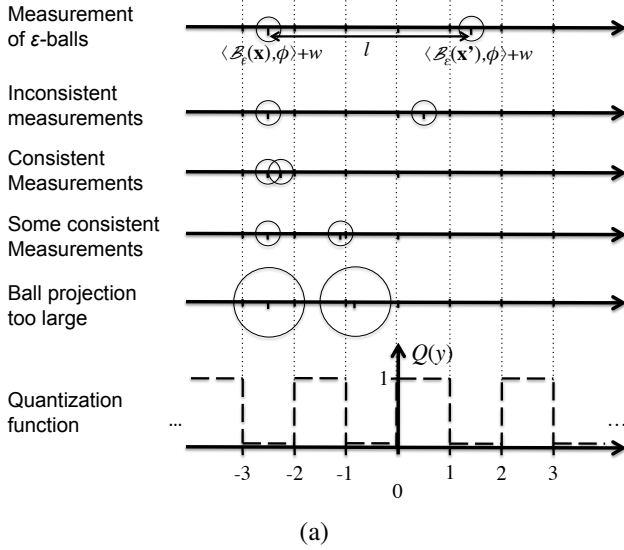 Measurement
of ε-balls
l
⟨ℬε(x),ϕ⟩+w
⟨ℬε(x'),ϕ⟩+w
Inconsistent
measurements
Consistent
Measurements
Some consistent
Measurements
Ball projection
too large
Q(y)
1
Quantization
function
...
...
-3 -2 -1 1 2 3
0
(a)